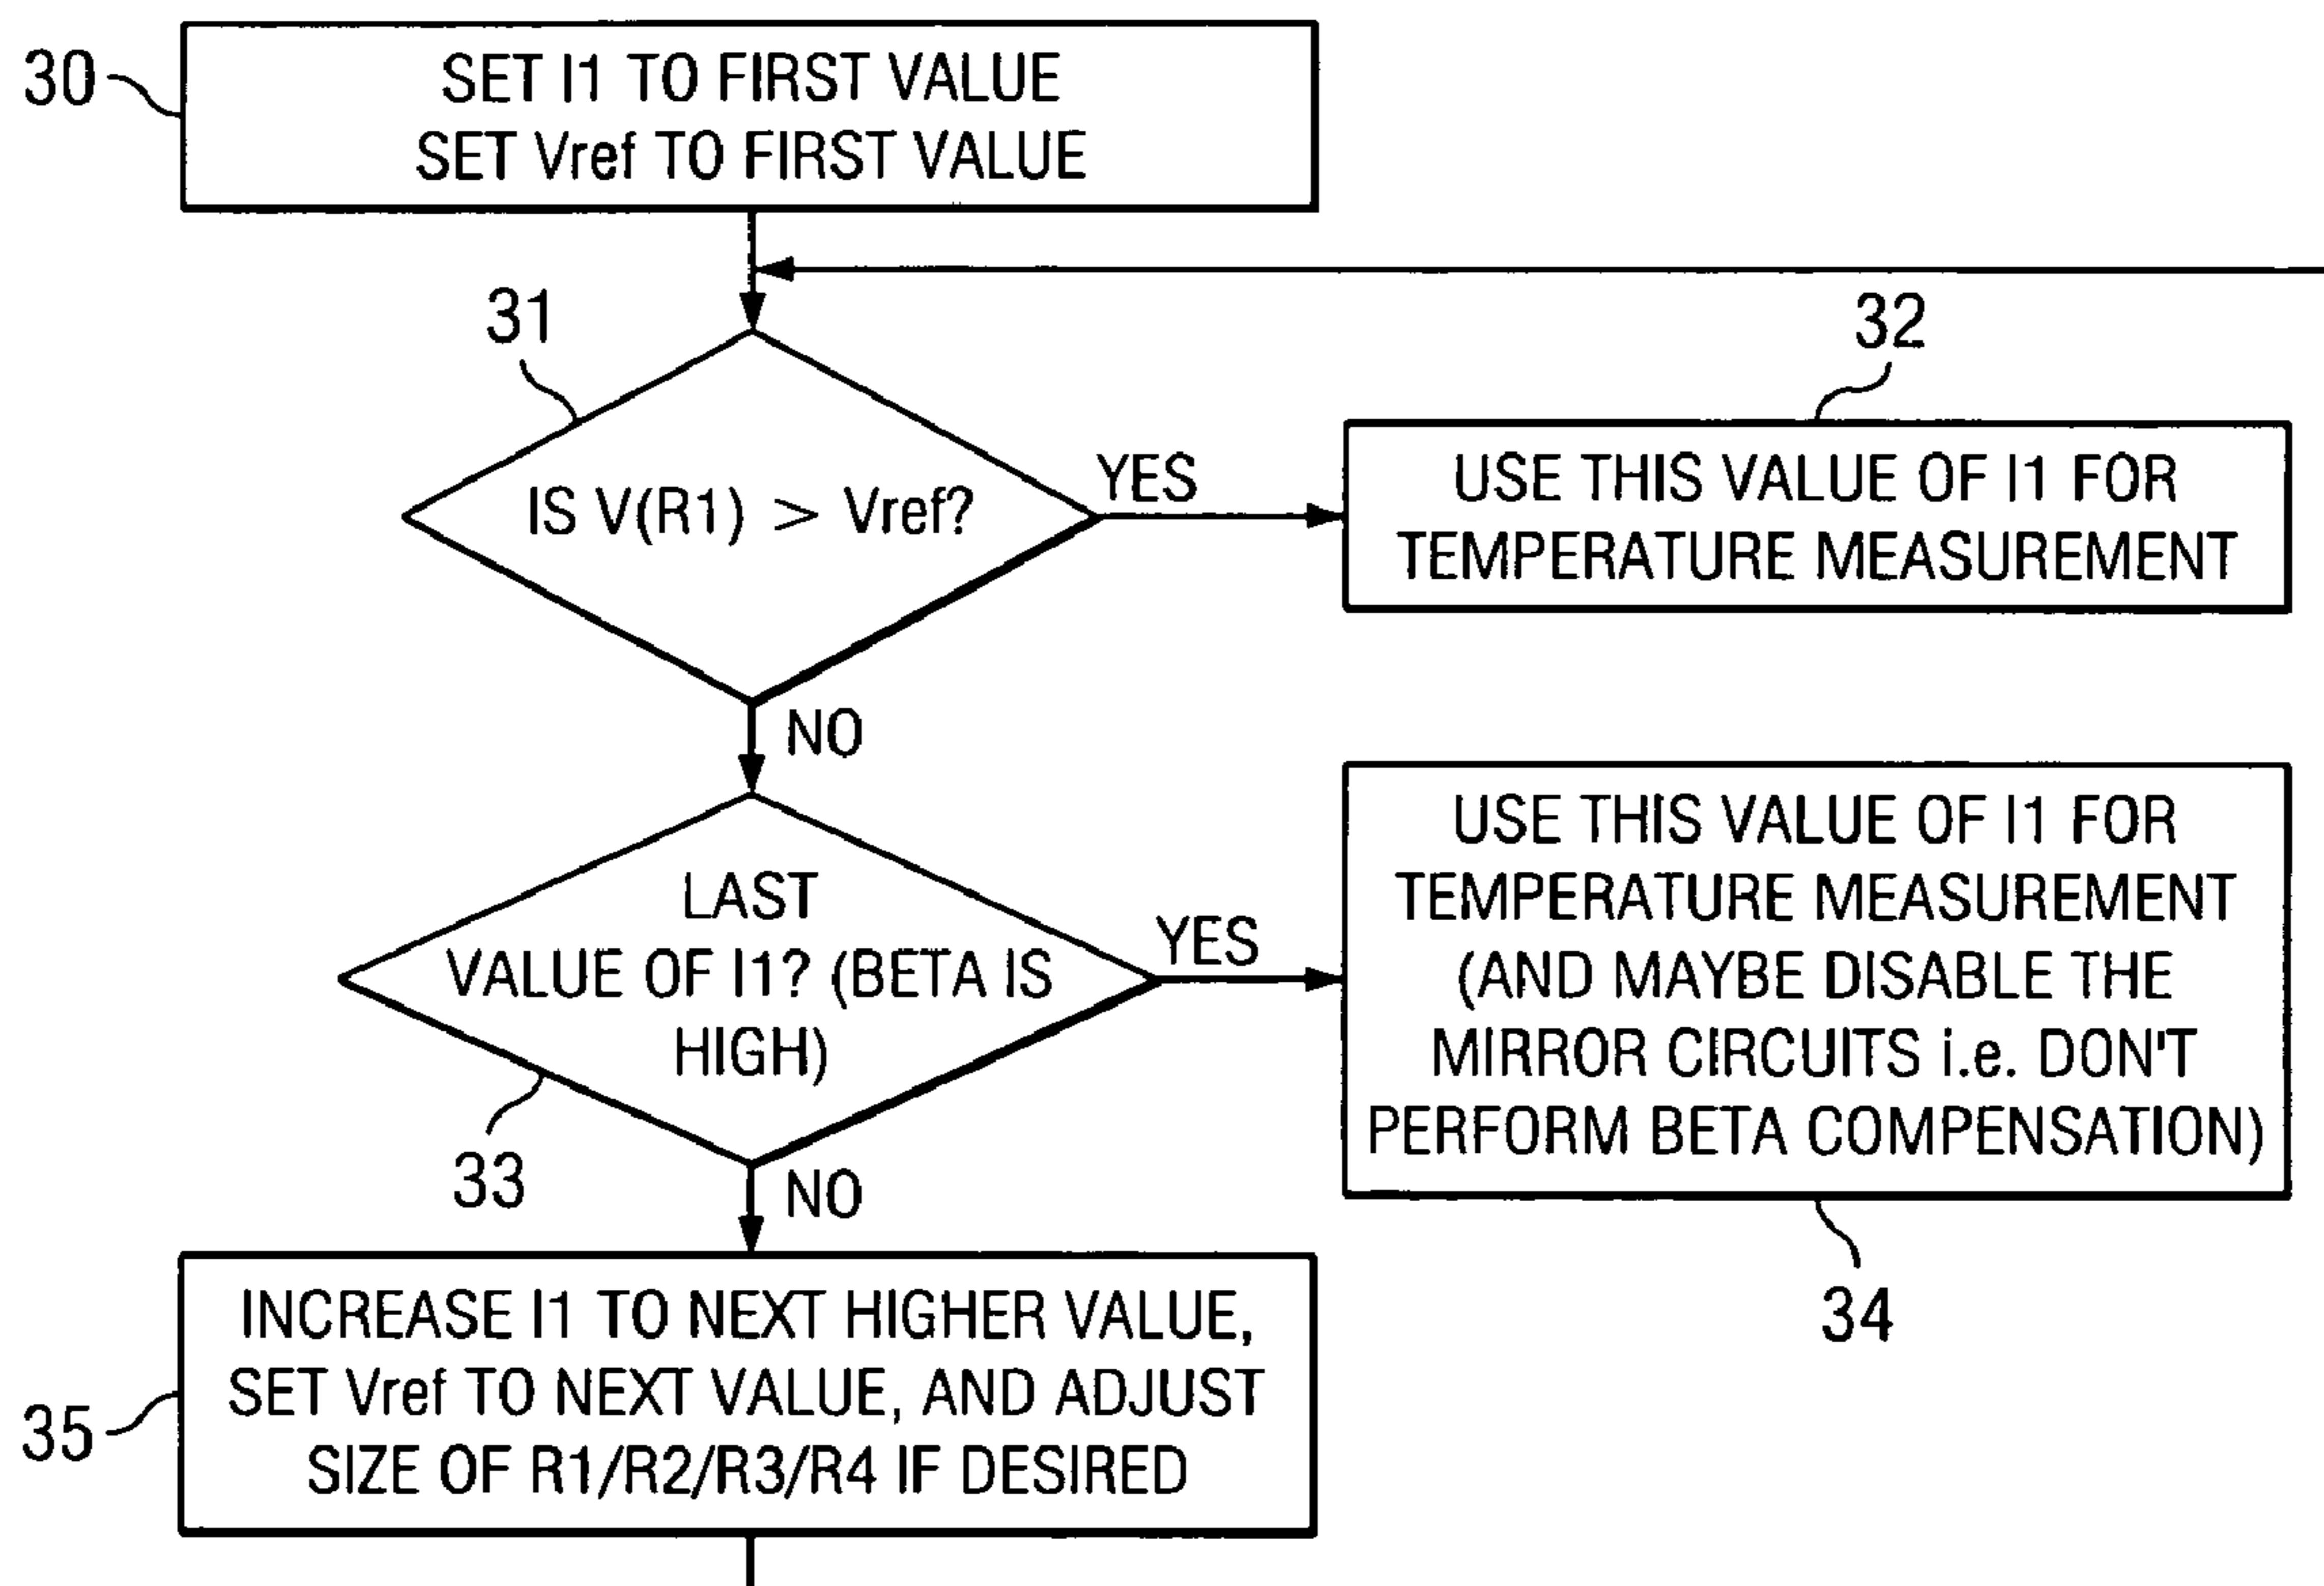 30
SET I1 TO FIRST VALUE
SET Vref TO FIRST VALUE
31
IS V(R1) > Vref?
YES
32
USE THIS VALUE OF I1 FOR
TEMPERATURE MEASUREMENT
NO
LAST
VALUE OF I1? (BETA IS
HIGH)
33
YES
USE THIS VALUE OF I1 FOR
TEMPERATURE MEASUREMENT
(AND MAYBE DISABLE THE
MIRROR CIRCUITS i.e. DON'T
PERFORM BETA COMPENSATION)
34
NO
INCREASE I1 TO NEXT HIGHER VALUE,
SET Vref TO NEXT VALUE, AND ADJUST
SIZE OF R1/R2/R3/R4 IF DESIRED
35